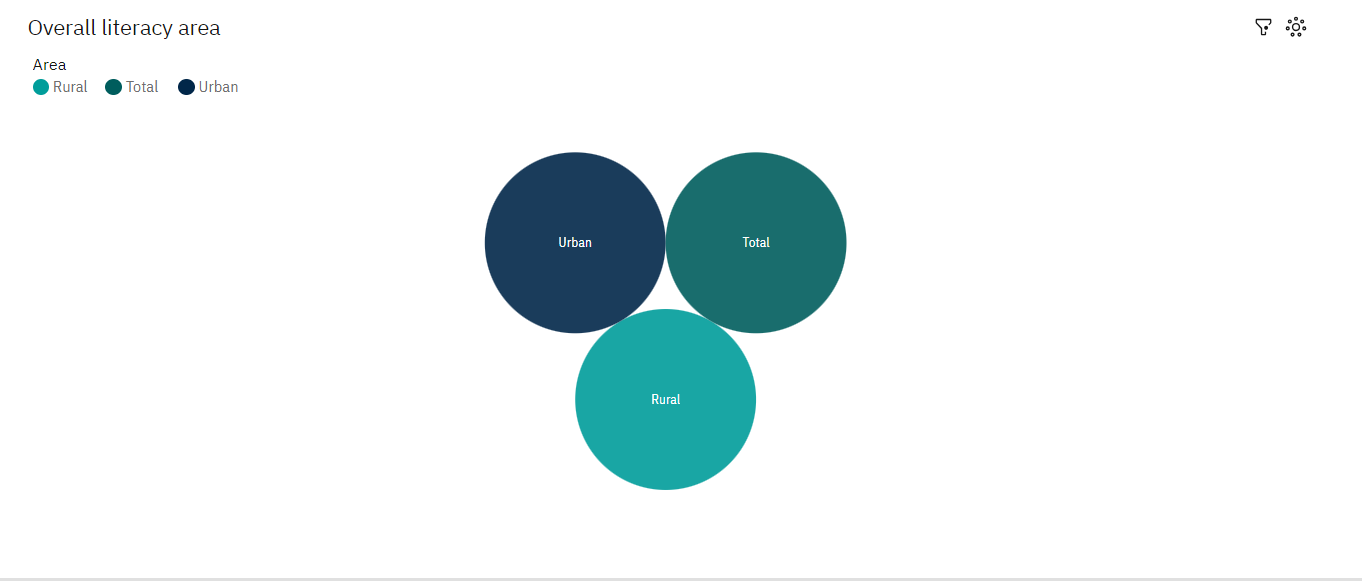 Overall literacy area
Area
Rural Total Urban
Urban Total
Rural